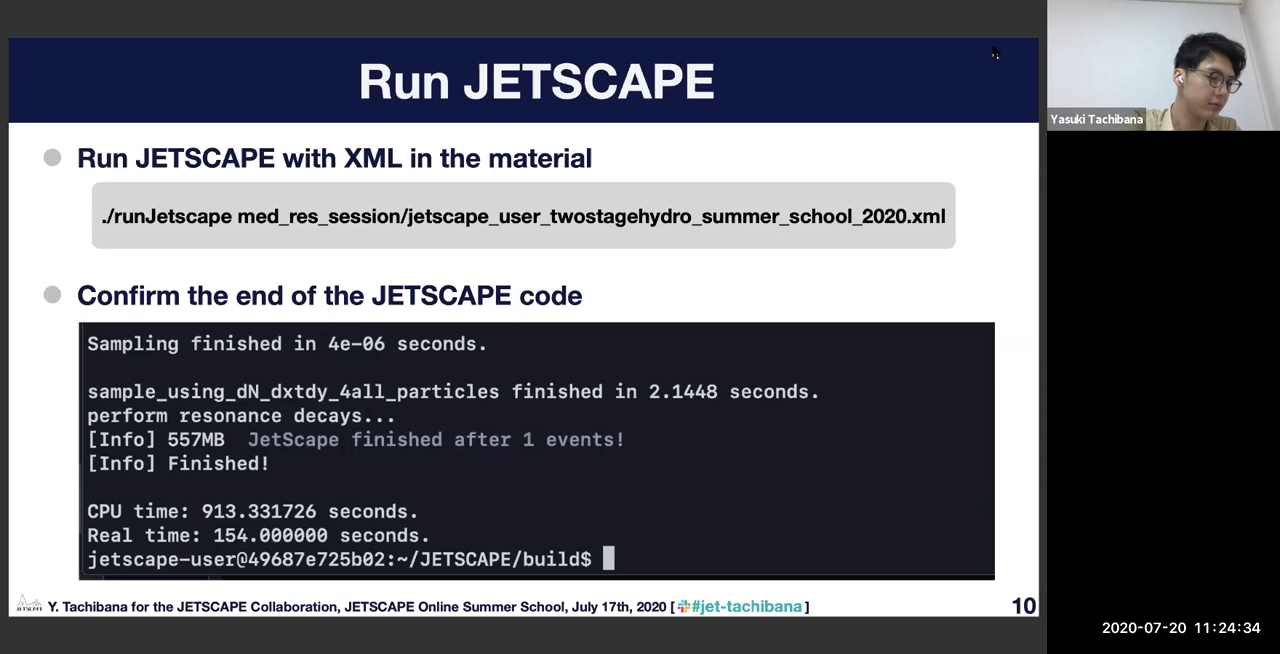 Run JETSCAPE
Run JETSCAPE with XML in the material
./runJetscape med_res_session/jetscape_user_twostagehydro_summer_school_2020.xml
Confirm the end of the JETSCAPE code
Sampling finished in 4e-06 seconds.
sample_using_dN_dxtdy_4all_particles finished in 2.1448 seconds.
perform resonance decays...
[Info] 557MB  JetScape finished after 1 events!
[Info] Finished!
CPU time: 913.331726 seconds.
Real time: 154.000000 seconds.
jetscape-user@49687e725b02:~/JETSCAPE/build$
Y. Tachibana for the JETSCAPE Collaboration, JETSCAPE Online Summer School, July 17th, 2020 [ #jet-tachibana ]
10
Yasuki Tachibana
2020-07-20 11:24:34